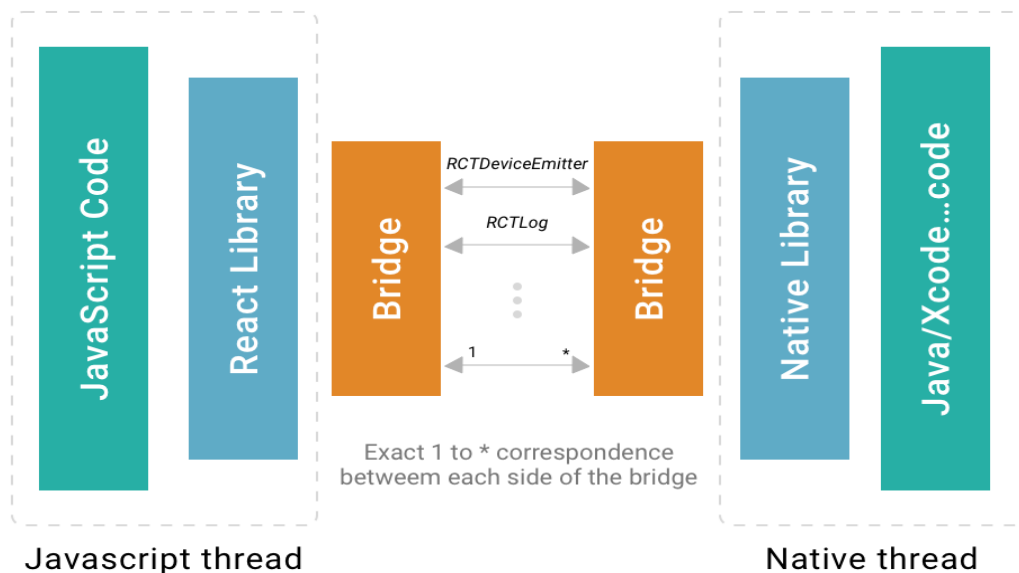 JavaScript Code
React Library
Bridge
RCTDeviceEmitter
RCTLog
1
*
Bridge
Native Library
Java/Xcode...code
Exact 1 to * correspondence
betweem each side of the bridge
Javascript thread
Native thread